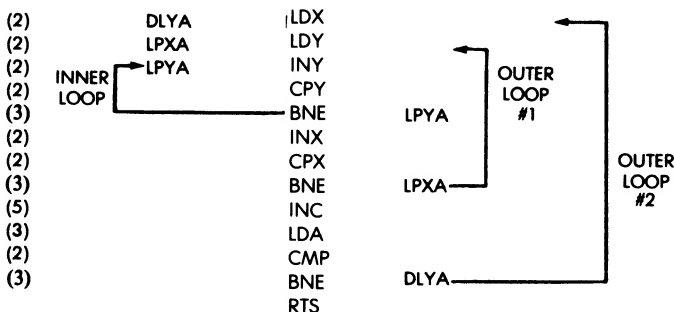 (2) DLYA LDX
(2) LPXA LDY
(2) LPYA INY
(2) CPY
(3) BNE LPYA
(2) INX
(2) CPX
(3) BNE LPXA
(5) INC
(3) LDA
(2) CMP
(3) BNE DLYA
RTS
INNER
LOOP
OUTER
LOOP
#1
OUTER
LOOP
#2